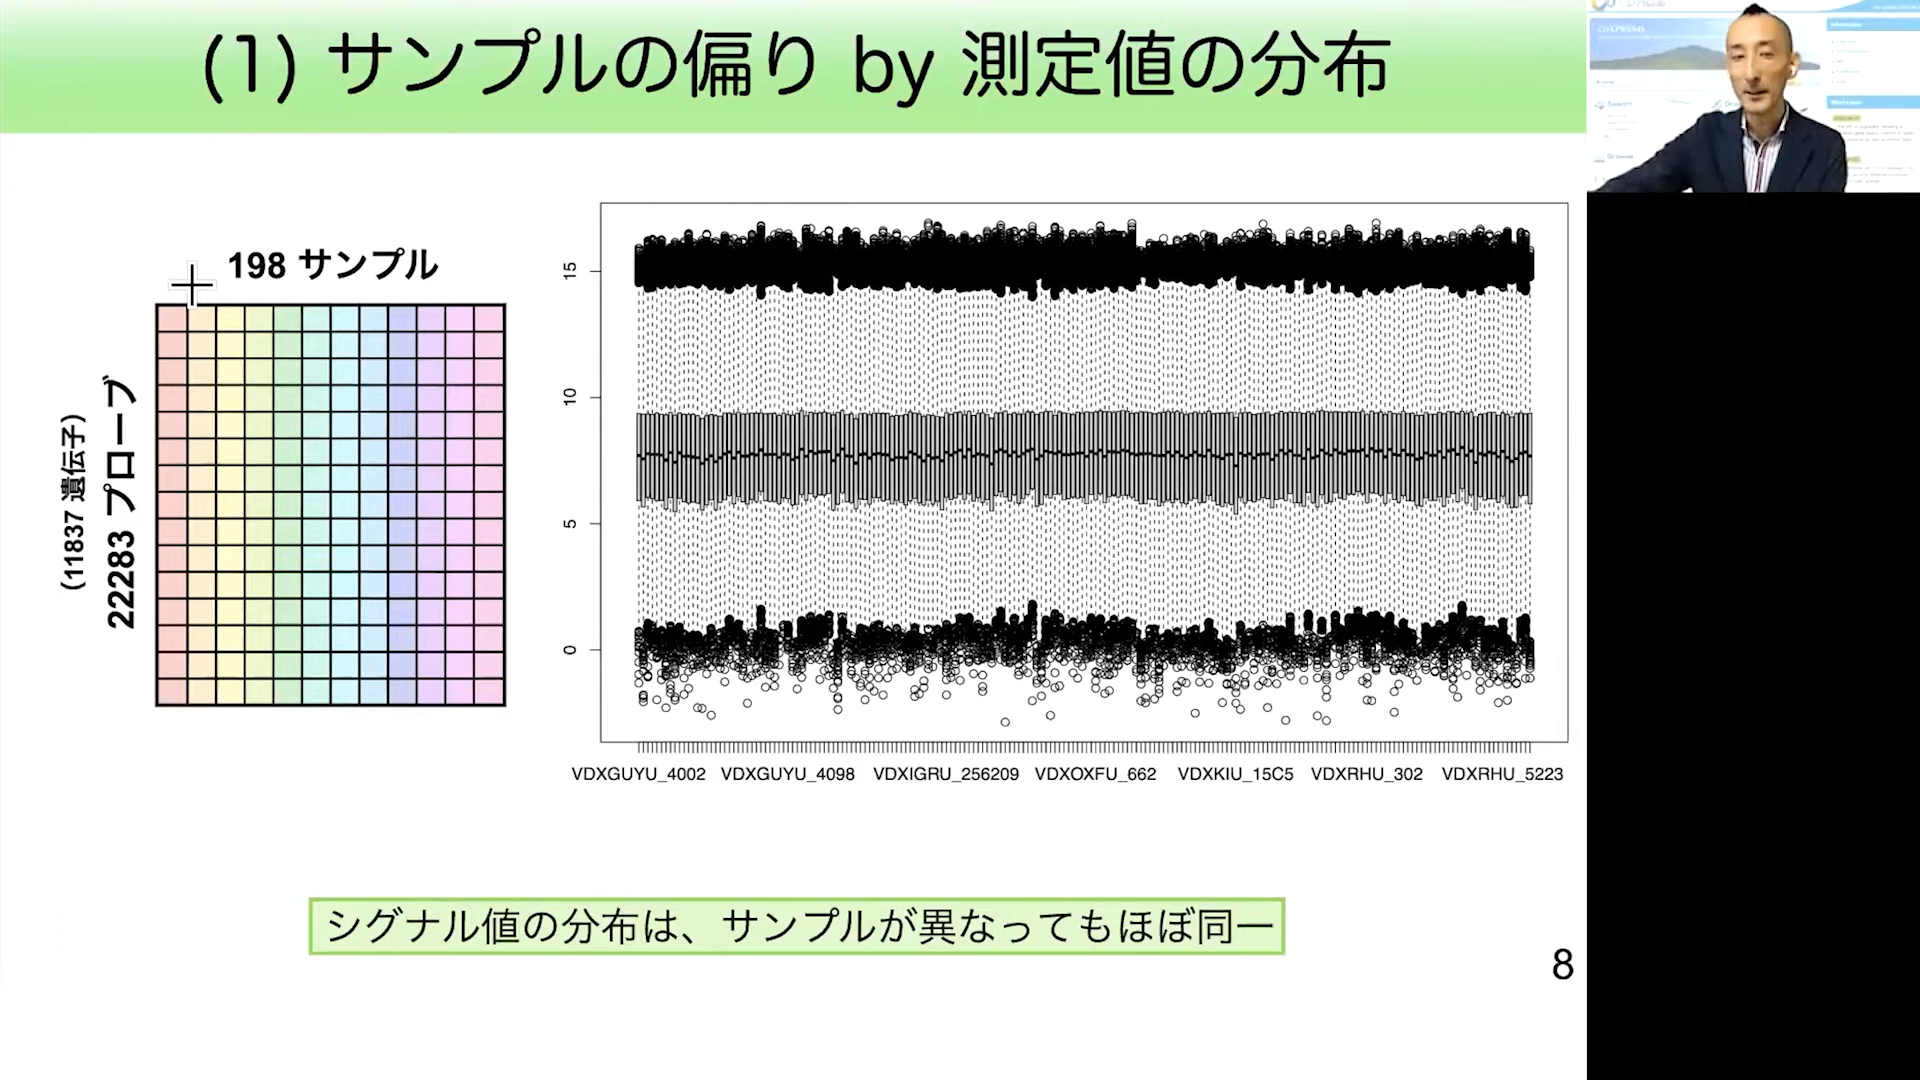 (1) サンプルの偏り by 測定値の分布
198 サンプル
(11837 遺伝子)
22283 プローブ
15
10
5
0
VDXGUYU_4002 VDXGUYU_4098 VDXIGRU_256209 VDXOXFU_662 VDXKIU_15C5 VDXRHU_302 VDXRHU_5223
シグナル値の分布は、サンプルが異なってもほぼ同一
8
Search